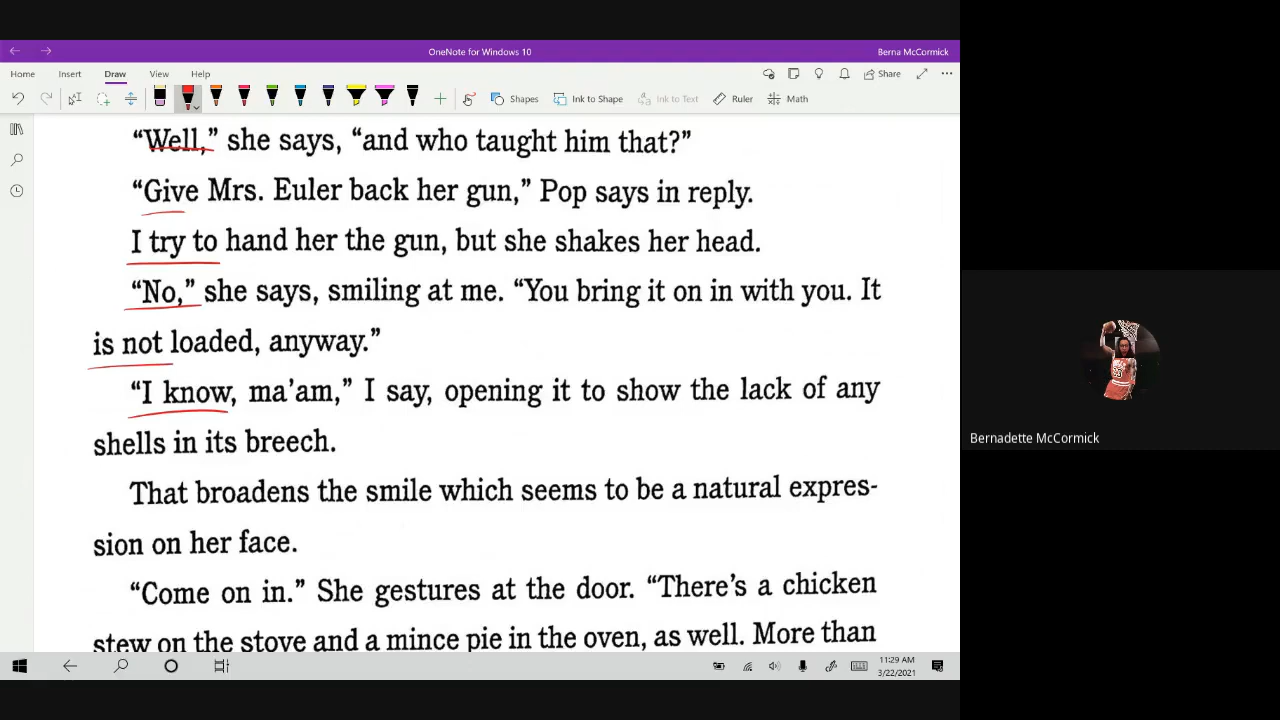 OneNote for Windows 10
Berna McCormick
Home Insert Draw View Help
Share
Shapes Ink to Shape Ink to Text Ruler Math
“Well,” she says, “and who taught him that?”
“Give Mrs. Euler back her gun,” Pop says in reply.
I try to hand her the gun, but she shakes her head.
“No,” she says, smiling at me. “You bring it on in with you. It
is not loaded, anyway.”
“I know, ma’am,” I say, opening it to show the lack of any
shells in its breech.
That broadens the smile which seems to be a natural expres-
sion on her face.
“Come on in.” She gestures at the door. “There’s a chicken
stew on the stove and a mince pie in the oven, as well. More than
11:29 AM
3/22/2021
Bernadette McCormick